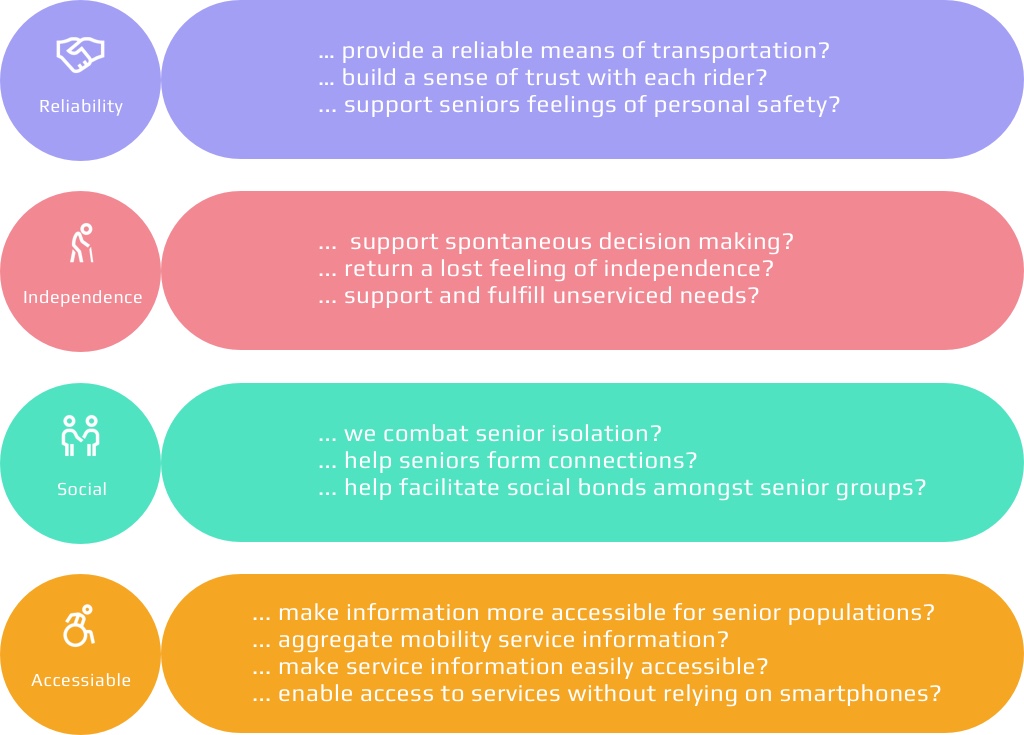 Reliability
... provide a reliable means of transportation?
... build a sense of trust with each rider?
... support seniors feelings of personal safety?
Independence
...  support spontaneous decision making?
... return a lost feeling of independence?
... support and fulfill unserviced needs?
Social
... we combat senior isolation?
... help seniors form connections?
... help facilitate social bonds amongst senior groups?
Accessiable
... make information more accessible for senior populations?
... aggregate mobility service information?
... make service information easily accessible?
... enable access to services without relying on smartphones?